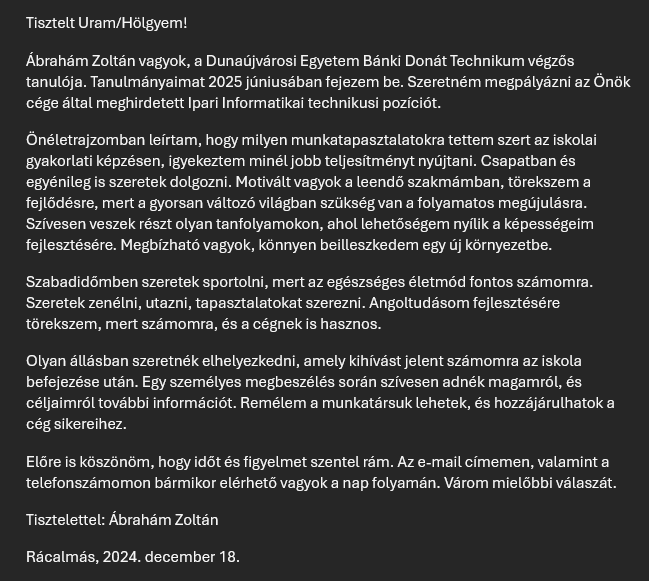 Tisztelt Uram/Hölgyem!
Ábrahám Zoltán vagyok, a Dunaújvárosi Egyetem Bánki Donát Technikum végzős
tanulója. Tanulmányaimat 2025 júniusában fejezem be. Szeretném megpályázni az Önök
cége által meghirdetett Ipari Informatikai technikusi pozíciót.
Önéletrajzomban leírtam, hogy milyen munkatapasztalatokra tettem szert az iskolai
gyakorlati képzésen, igyekeztem minél jobb teljesítményt nyújtani. Csapatban és
egyénileg is szeretek dolgozni. Motivált vagyok a leendő szakmámban, törekszem a
fejlődésre, mert a gyorsan változó világban szükség van a folyamatos megújulásra.
Szívesen veszek részt olyan tanfolyamokon, ahol lehetőségem nyílik a képességeim
fejlesztésére. Megbízható vagyok, könnyen beilleszkedem egy új környezetbe.
Szabadidőmben szeretek sportolni, mert az egészséges életmód fontos számomra.
Szeretek zenélni, utazni, tapasztalatokat szerezni. Angoltudásom fejlesztésére
törekszem, mert számomra, és a cégnek is hasznos.
Olyan állásban szeretnék elhelyezkedni, amely kihívást jelent számomra az iskola
befejezése után. Egy személyes megbeszélés során szívesen adnék magamról, és
céljaimról további információt. Remélem a munkatársuk lehetek, és hozzájárulhatok a
cég sikereihez.
Előre is köszönöm, hogy időt és figyelmet szentel rám. Az e-mail címemen, valamint a
telefonszámomon bármikor elérhető vagyok a nap folyamán. Várom mielőbbi válaszát.
Tisztelettel: Ábrahám Zoltán
Rácalmás, 2024. december 18.